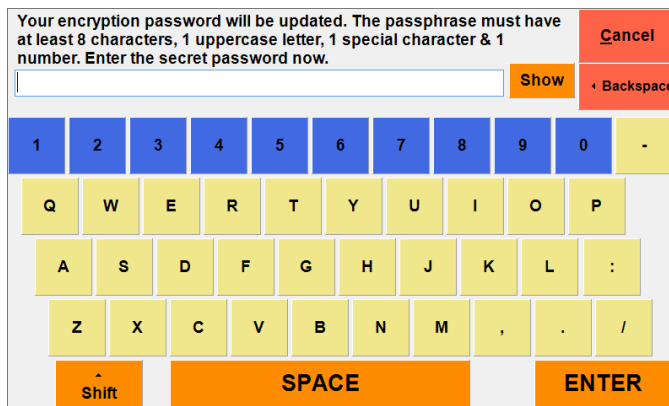 Your encryption password will be updated. The passphrase must have
at least 8 characters, 1 uppercase letter, 1 special character & 1
number. Enter the secret password now.
Cancel
Show
Backspace
1 2 3 4 5 6 7 8 9 0 -
Q W E R T Y U I O P
A S D F G H J K L :
Z X C V B N M , . /
Shift SPACE ENTER